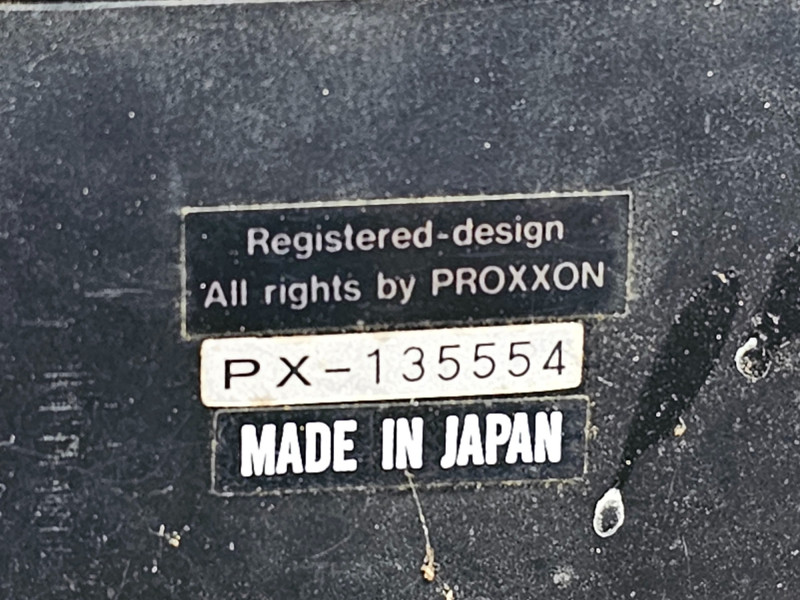 Registered-design
All rights by PROXXON
PX-135554
MADE IN JAPAN